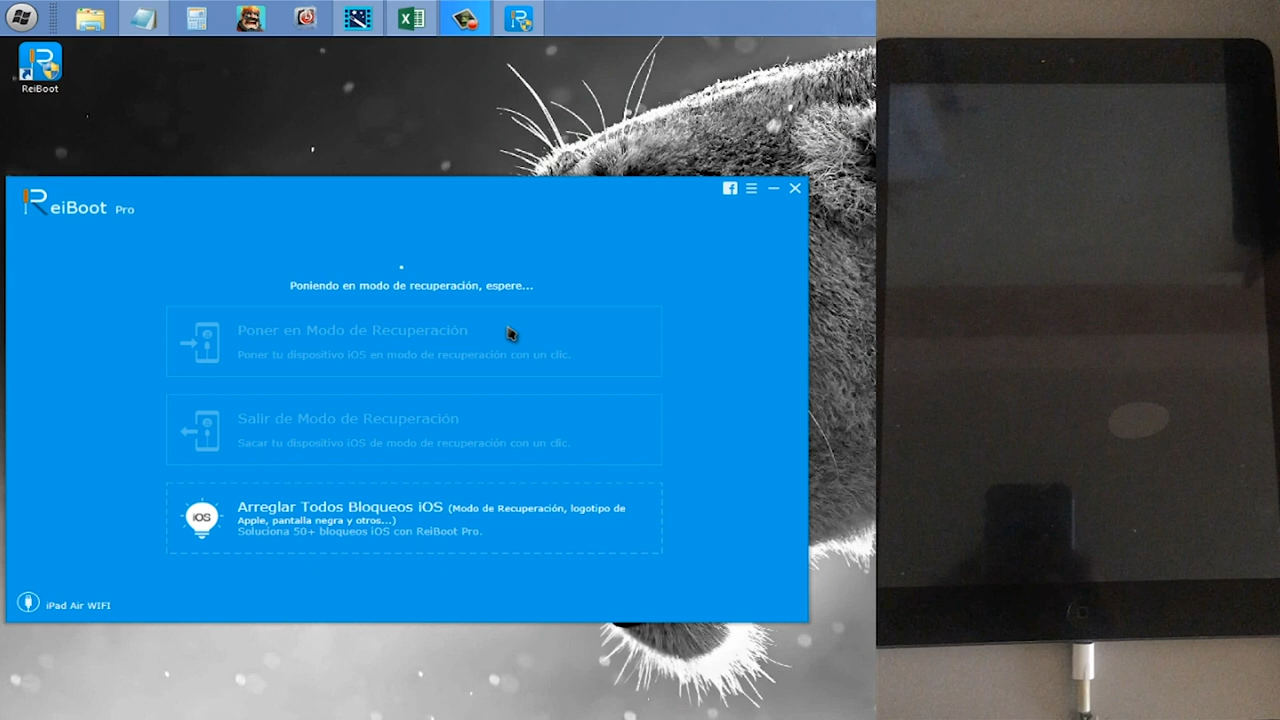 ReiBoot
ReiBoot Pro
Poniendo en modo de recuperación, espere...
Poner en Modo de Recuperación
Poner tu dispositivo iOS en modo de recuperación con un clic.
Salir de Modo de Recuperación
Sacar tu dispositivo iOS de modo de recuperación con un clic.
iOS
Arreglar Todos Bloqueos iOS (Modo de Recuperación, logotipo de
Apple, pantalla negra y otros...)
Soluciona 50+ bloqueos iOS con ReiBoot Pro.
iPad Air WIFI